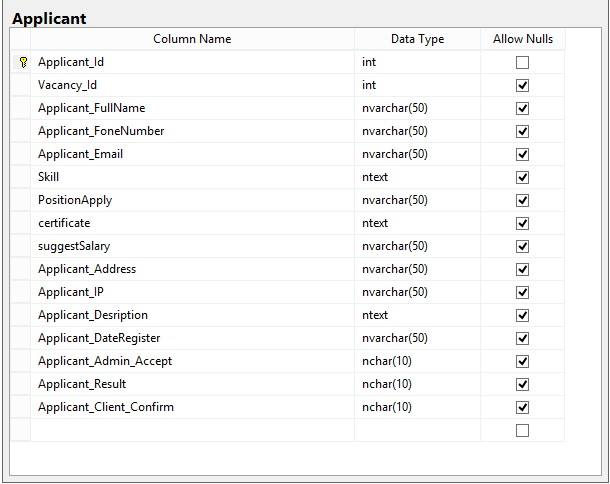 Applicant
Column Name Data Type Allow Nulls
Applicant_Id int
Vacancy_Id int
Applicant_FullName nvarchar(50)
Applicant_FoneNumber nvarchar(50)
Applicant_Email nvarchar(50)
Skill ntext
PositionApply nvarchar(50)
certificate ntext
suggestSalary nvarchar(50)
Applicant_Address nvarchar(50)
Applicant_IP nvarchar(50)
Applicant_Desription ntext
Applicant_DateRegister nvarchar(50)
Applicant_Admin_Accept nchar(10)
Applicant_Result nchar(10)
Applicant_Client_Confirm nchar(10)